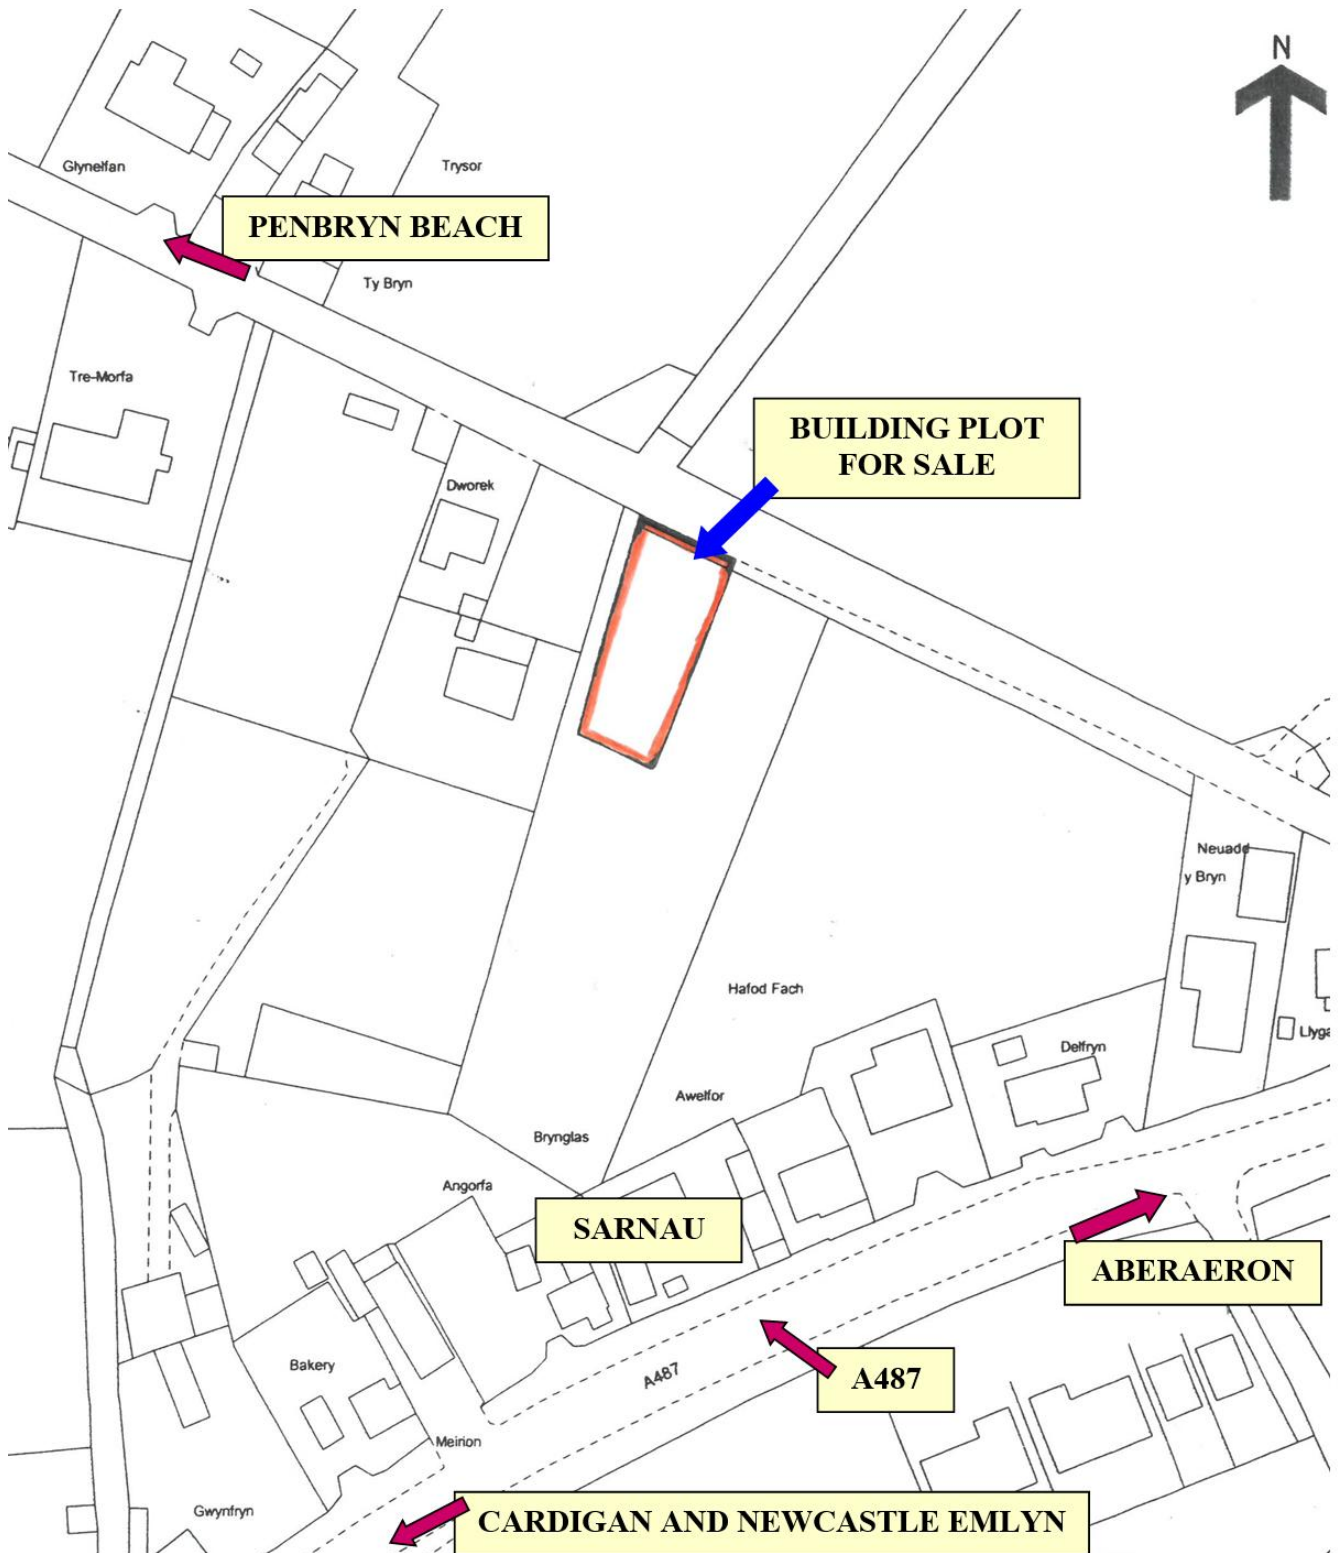 N
Glynelfan
Trysor
PENBRYN BEACH
Ty Bryn
Tre-Morfa
BUILDING PLOT
FOR SALE
Dworek
Neuadd
y Bryn
Hafod Fach
Llyga
Delfryn
Awelfor
Brynglas
Angorfa
SARNAU
ABERAERON
Bakery
A487
A487
Meirion
Gwynfryn
CARDIGAN AND NEWCASTLE EMLYN